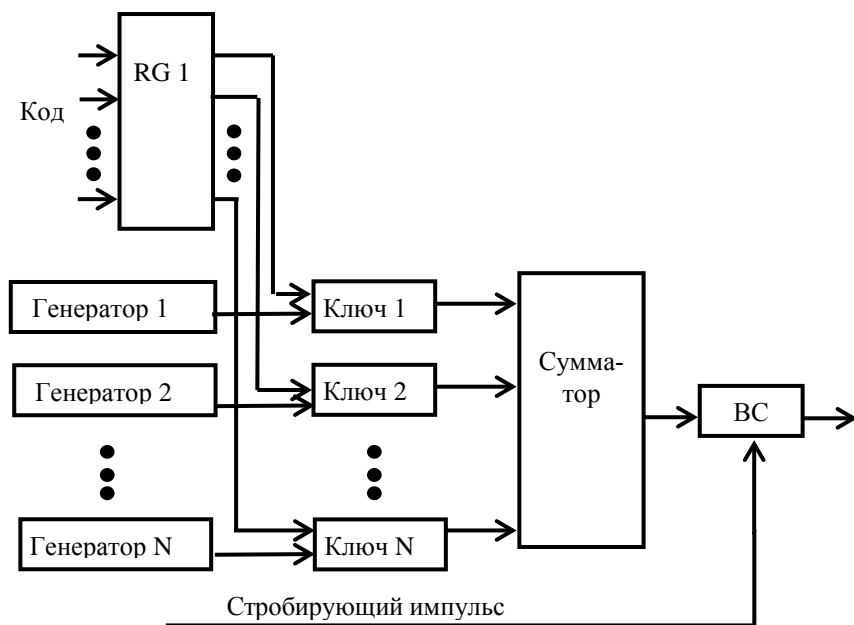 RG 1
Код
Генератор 1
Ключ 1
Генератор 2
Ключ 2
Сумма-
тор
ВС
Генератор N
Ключ N
Стробирующий импульс